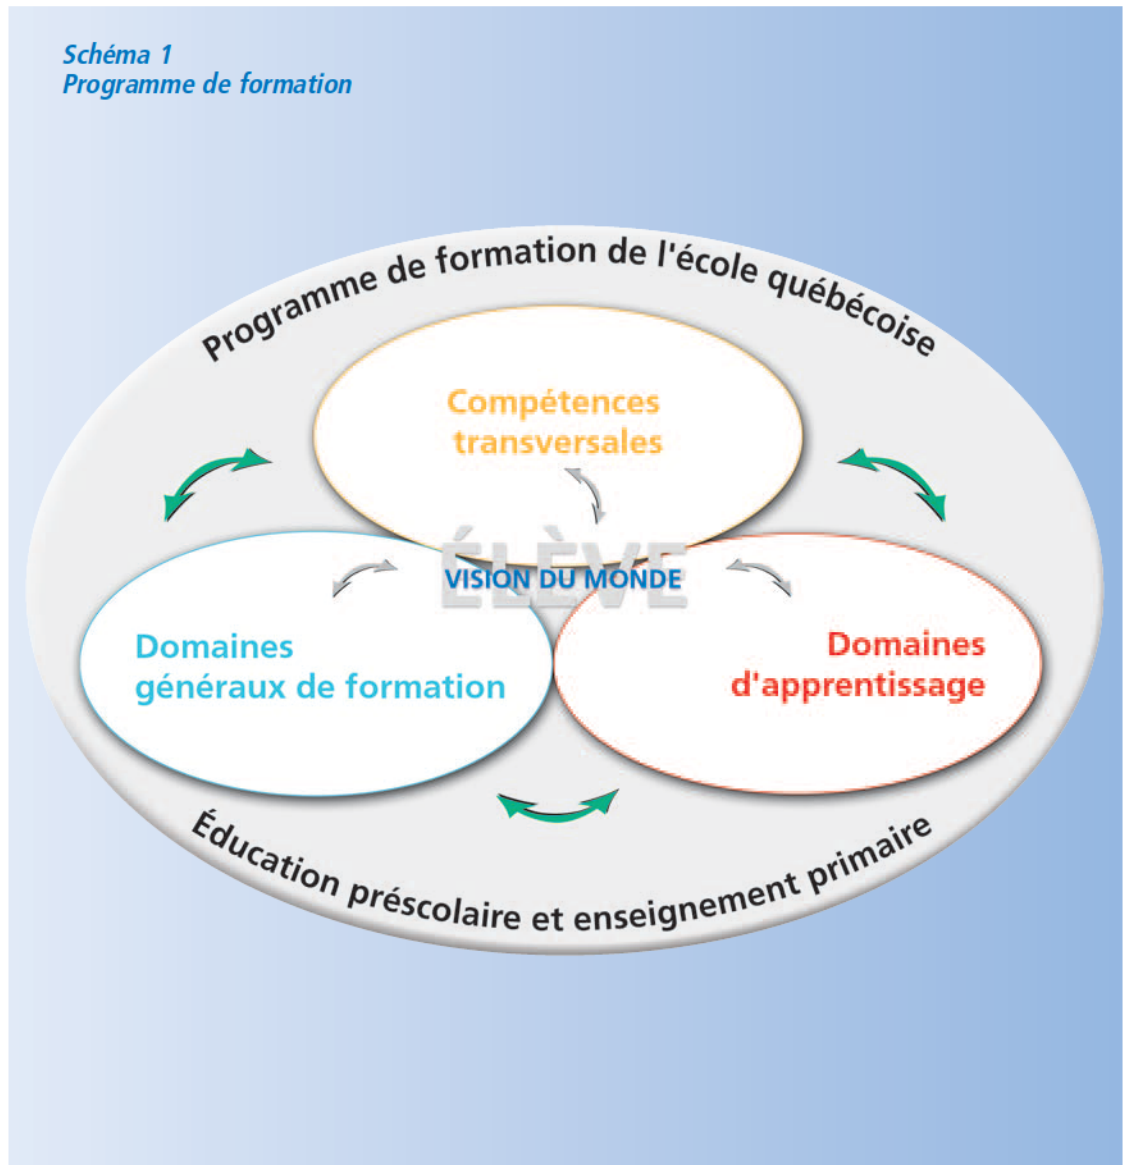 Schéma 1
Programme de formation
Programme de formation de l'école québécoise
Compétences
transversales
ÉLÈVE
VISION DU MONDE
Domaines
généraux de formation
Domaines
d'apprentissage
Éducation préscolaire et enseignement primaire